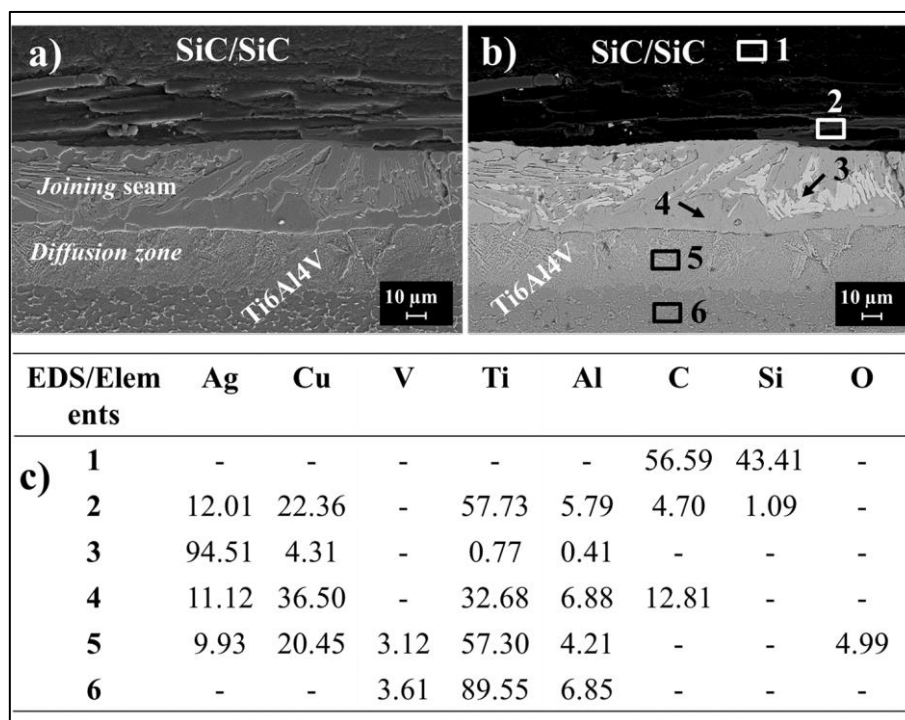 a) SiC/SiC
Joining seam
Diffusion zone
Ti6Al4V
10 µm
b) SiC/SiC 1
2
3
4
5
6
Ti6Al4V
10 µm
c)
EDS/Elem
ents Ag Cu V Ti Al C Si O
1 - - - - - 56.59 43.41 -
2 12.01 22.36 - 57.73 5.79 4.70 1.09 -
3 94.51 4.31 - 0.77 0.41 - - -
4 11.12 36.50 - 32.68 6.88 12.81 - -
5 9.93 20.45 3.12 57.30 4.21 - - 4.99
6 - - 3.61 89.55 6.85 - - -